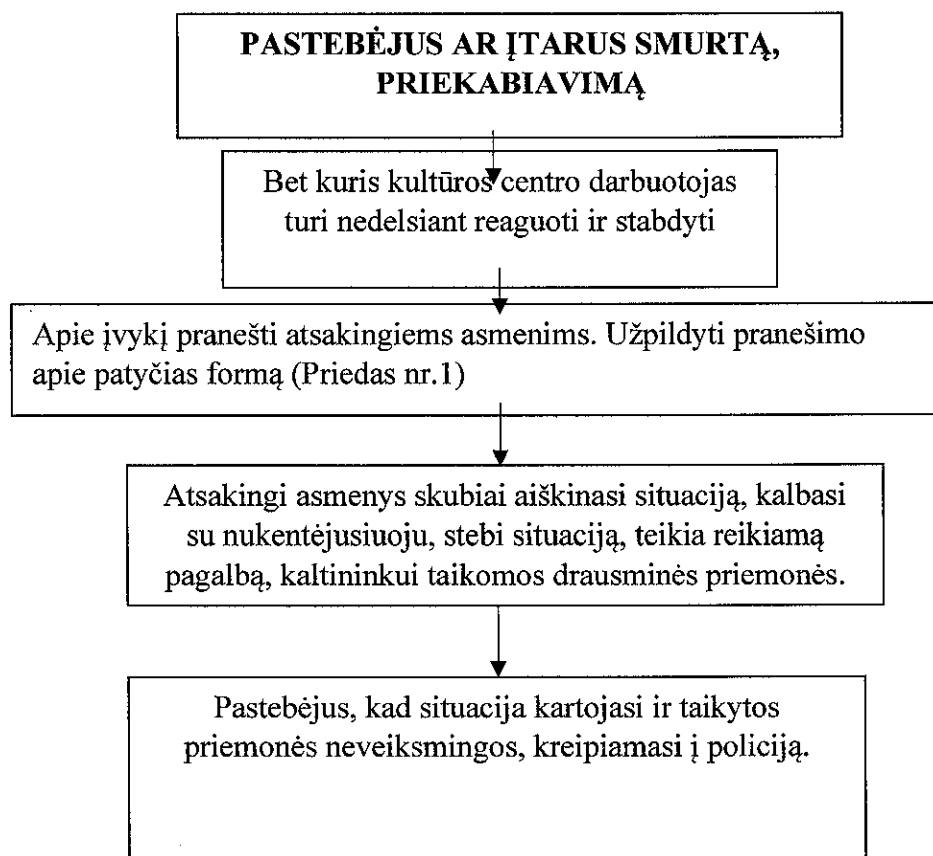 PASTEBĖJUS AR ĮTARUS SMURTĄ,
PRIEKABIAVIMĄ
Bet kuris kultūros centro darbuotojas
turi nedelsiant reaguoti ir stabdyti
Apie įvykį pranešti atsakingiems asmenims. Užpildyti pranešimo
apie patyčias formą (Priedas nr.1)
Atsakingi asmenys skubiai aiškinasi situaciją, kalbasi
su nukentėjusiuoju, stebi situaciją, teikia reikiamą
pagalbą, kaltininkui taikomos drausminės priemonės.
Pastebėjus, kad situacija kartojasi ir taikytos
priemonės neveiksmingos, kreipiamasi į policiją.